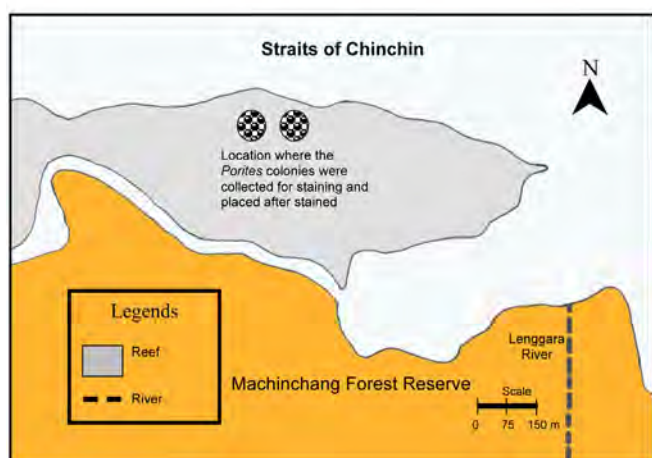 Straits of Chinchin
N
Location where the
Porites colonies were
collected for staining and
placed after stained
Legends
Reef
River
Machinchang Forest Reserve
Lenggara
River
Scale
0 75 150 m